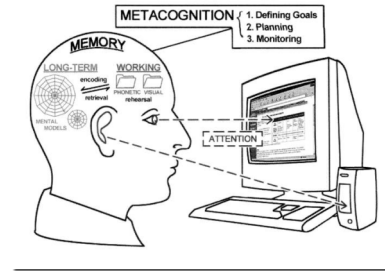 METACOGNITION
1. Defining Goals
2. Planning
3. Monitoring
MEMORY
LONG-TERM
WORKING
encoding
retrieval
PHONETIC
VISUAL
rehearsal
MENTAL
MODELS
ATTENTION